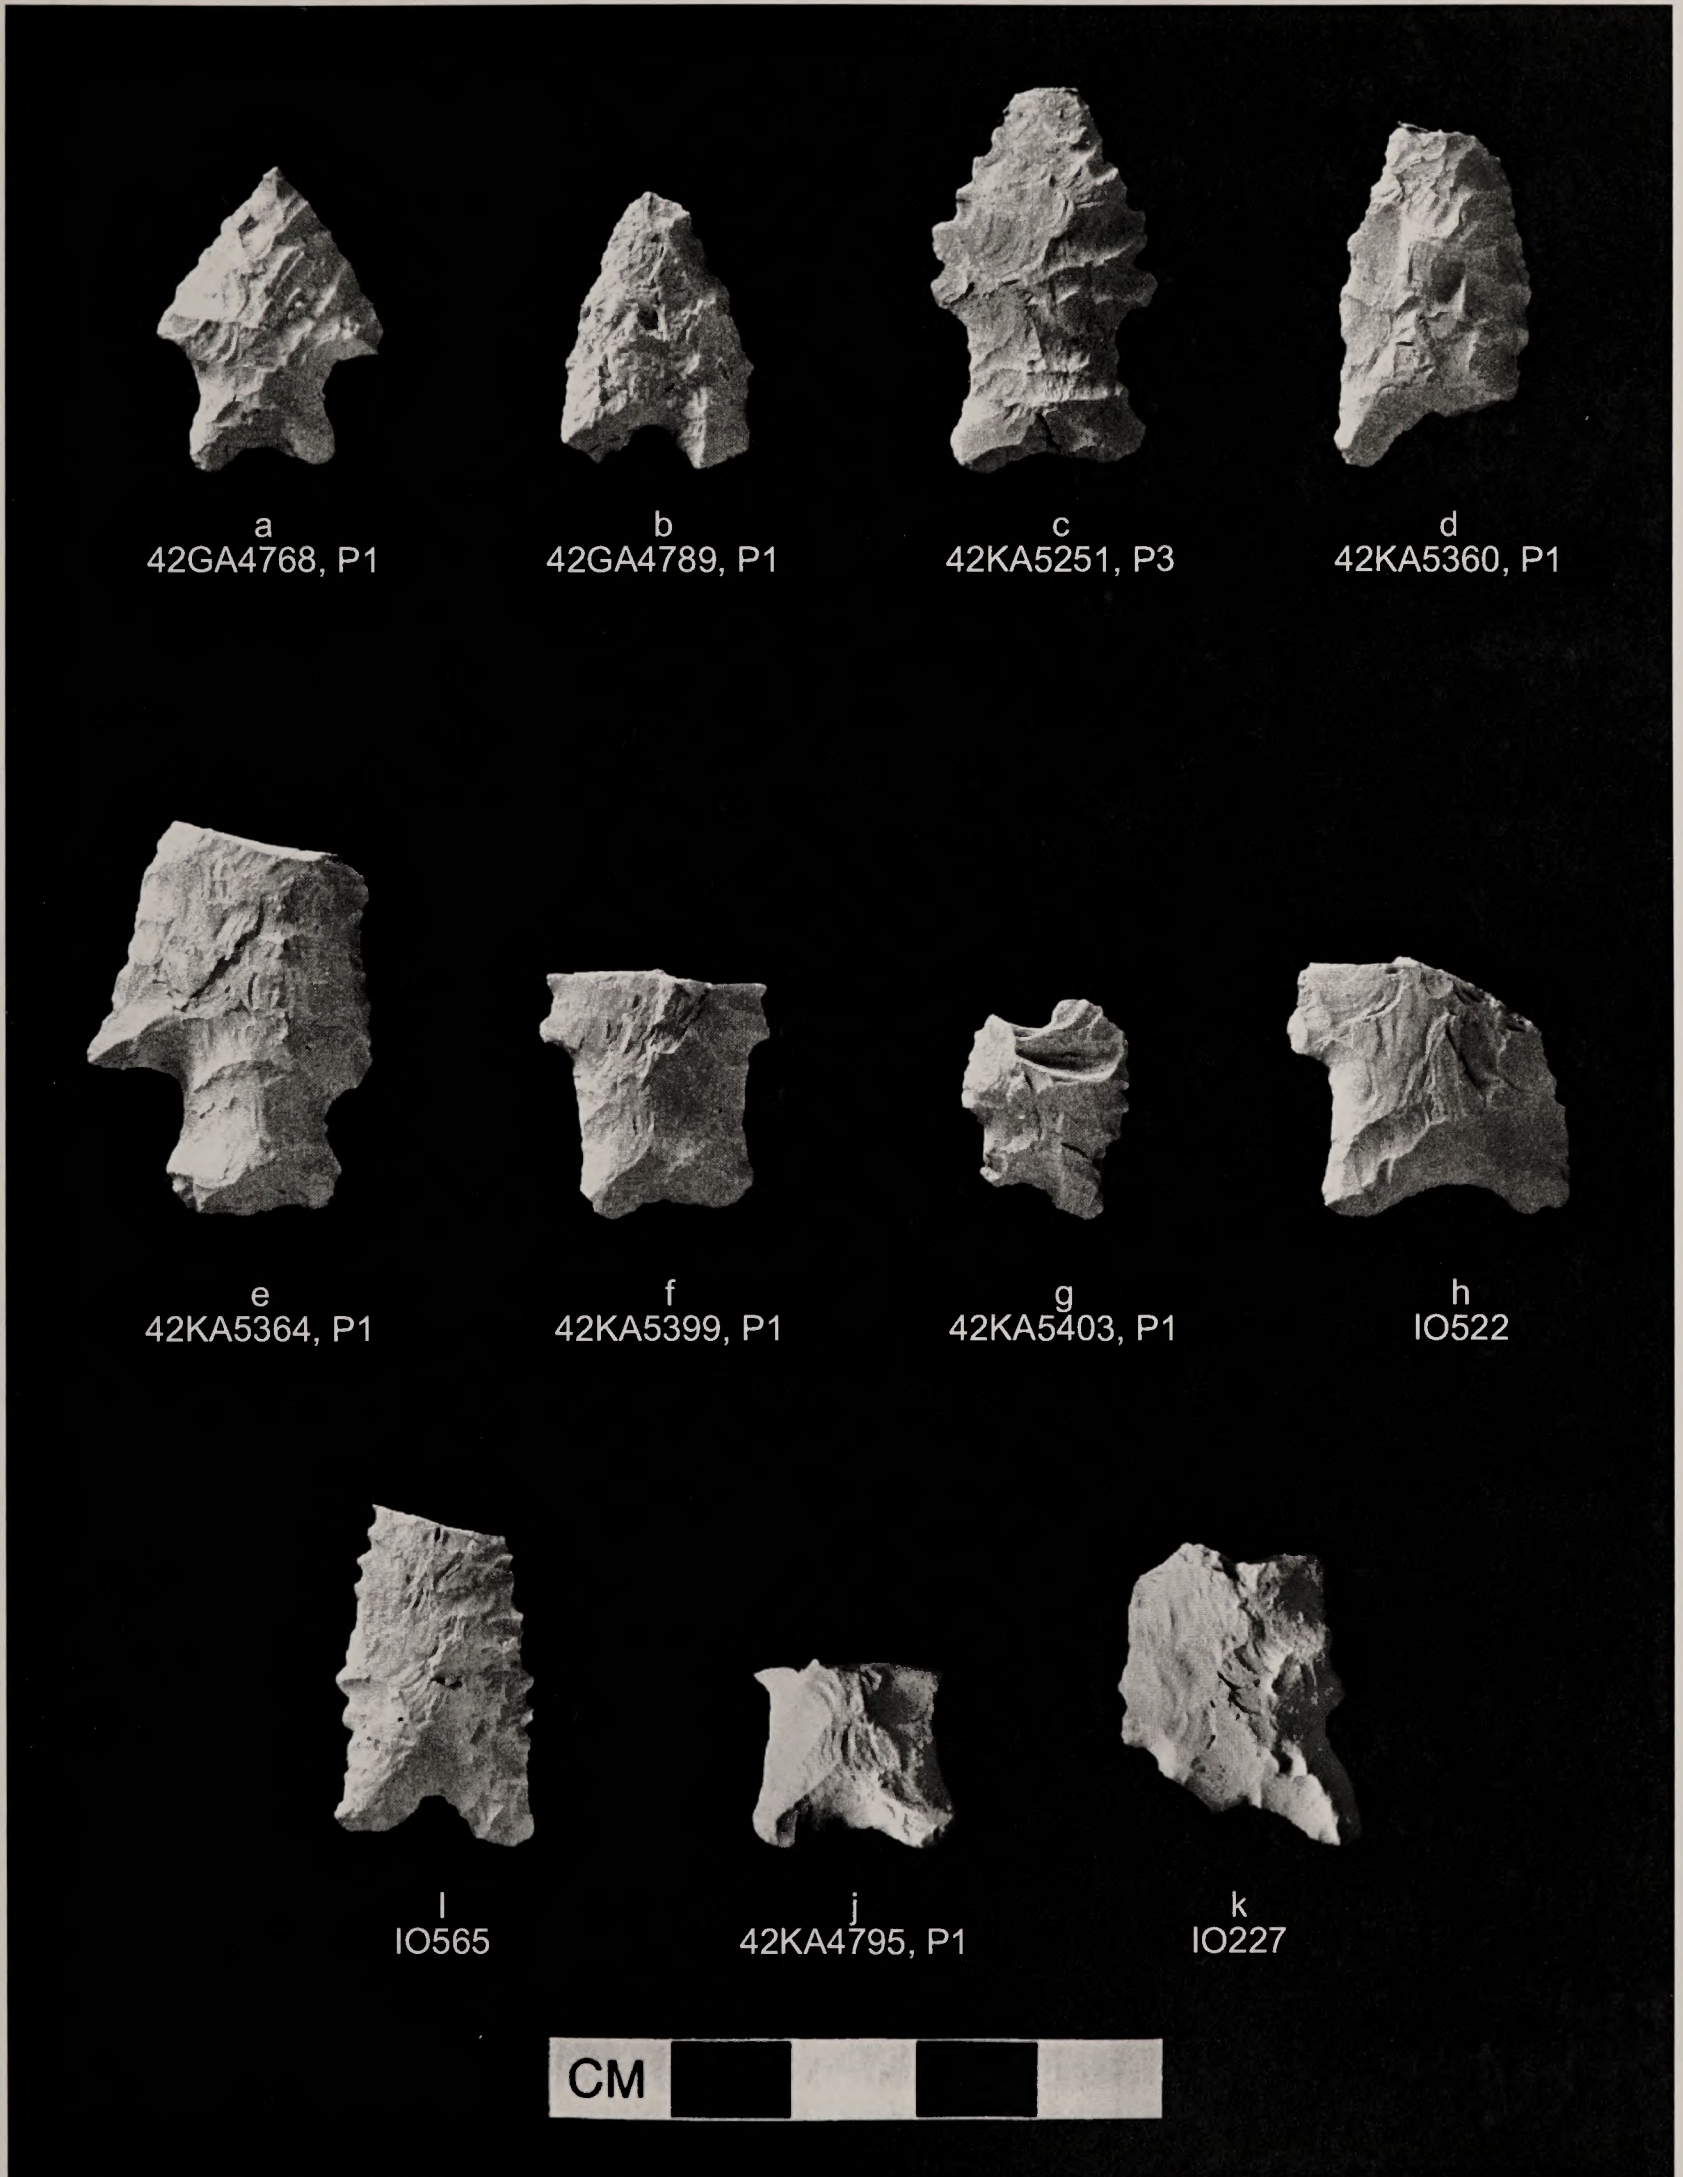 a
42GA4768, P1
b
42GA4789, P1
c
42KA5251, P3
d
42KA5360, P1
e
42KA5364, P1
f
42KA5399, P1
g
42KA5403, P1
h
IO522
l
IO565
j
42KA4795, P1
k
IO227
CM